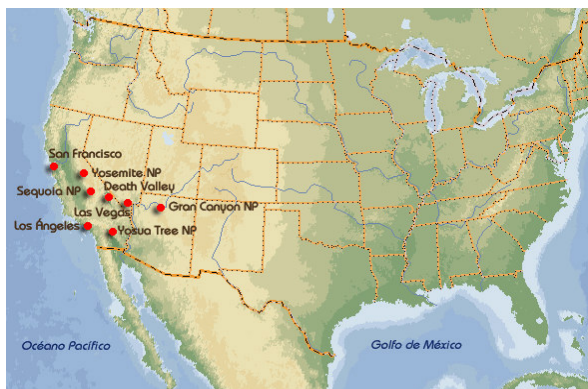 San Francisco
Yosemite NP
Sequoia NP
Death Valley
Las Vegas
Gran Canyon NP
Los Ángeles
Yosua Tree NP
Océano Pacífico
Golfo de México